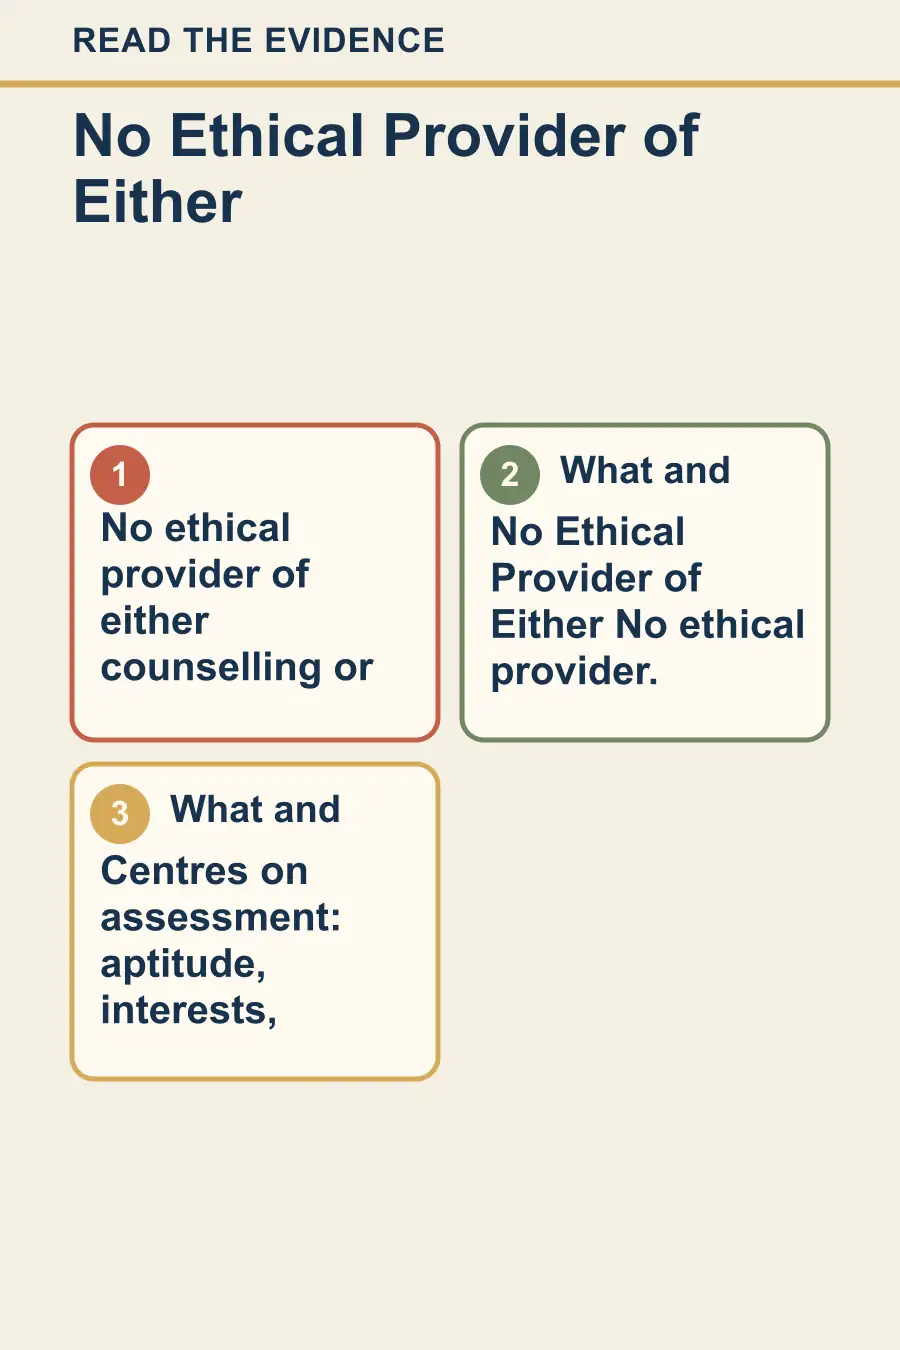 READ THE EVIDENCE
No Ethical Provider of
Either
1
No ethical
provider of
either
counselling or
2 What and
No Ethical
Provider of
Either No ethical
provider.
3 What and
Centres on
assessment:
aptitude,
interests,